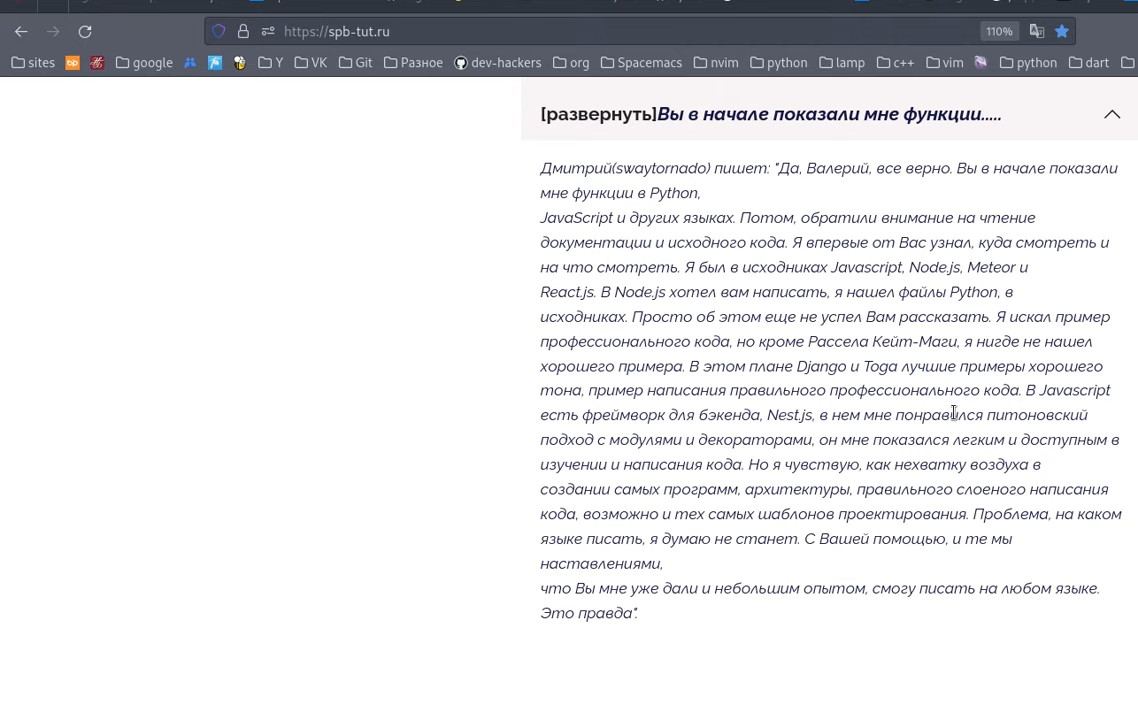 https://spb-tut.ru
110%
sites
google
Y
VK
Git
Разное
dev-hackers
org
Spacemacs
nvim
python
lamp
c++
vim
python
dart
[развернуть]Вы в начале показали мне функции.....
Дмитрий(swaytornado) пишет: "Да, Валерий, все верно. Вы в начале показали
мне функции в Python,
JavaScript и других языках. Потом, обратили внимание на чтение
документации и исходного кода. Я впервые от Вас узнал, куда смотреть и
на что смотреть. Я был в исходниках Javascript, Node.js, Meteor и
React.js. В Node.js хотел вам написать, я нашел файлы Python, в
исходниках. Просто об этом еще не успел Вам рассказать. Я искал пример
профессионального кода, но кроме Рассела Кейт-Маги, я нигде не нашел
хорошего примера. В этом плане Django и Toga лучшие примеры хорошего
тона, пример написания правильного профессионального кода. В Javascript
есть фреймворк для бэкенда, Nest.js, в нем мне понравился питоновский
подход с модулями и декораторами, он мне показался легким и доступным в
изучении и написания кода. Но я чувствую, как нехватку воздуха в
создании самых программ, архитектуры, правильного слоеного написания
кода, возможно и тех самых шаблонов проектирования. Проблема, на каком
языке писать, я думаю не станет. С Вашей помощью, и те мы
наставлениями,
что Вы мне уже дали и небольшим опытом, смогу писать на любом языке.
Это правда".